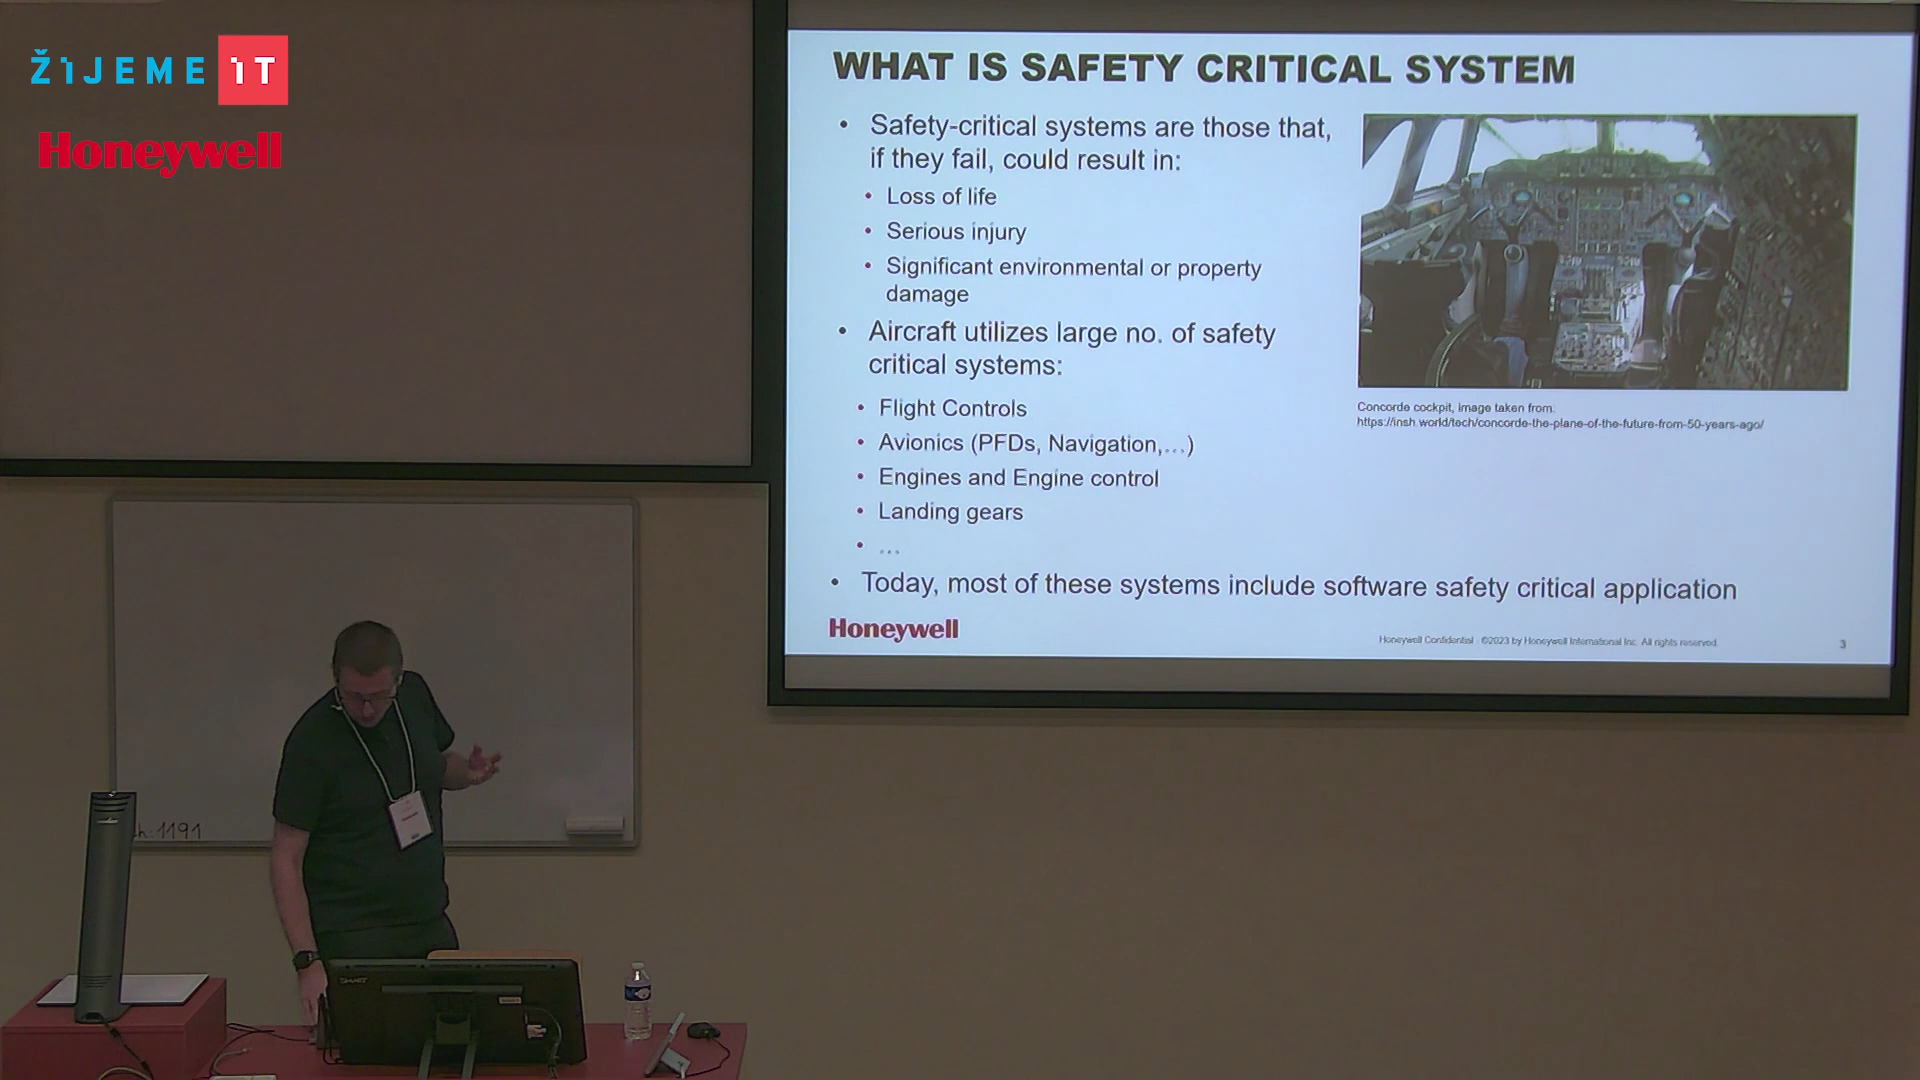 ŽIJEME IT
Honeywell
WHAT IS SAFETY CRITICAL SYSTEM
• Safety-critical systems are those that,
if they fail, could result in:
• Loss of life
• Serious injury
• Significant environmental or property
damage
• Aircraft utilizes large no. of safety
critical systems:
• Flight Controls
• Avionics (PFDs, Navigation,...)
• Engines and Engine control
• Landing gears
• ...
• Today, most of these systems include software safety critical application
Concorde cockpit, image taken from:
https://insh.world/tech/concorde-the-plane-of-the-future-from-50-years-ago/
Honeywell
Honeywell Confidential - ©2023 by Honeywell International Inc. All rights reserved.
3
1191
SMART